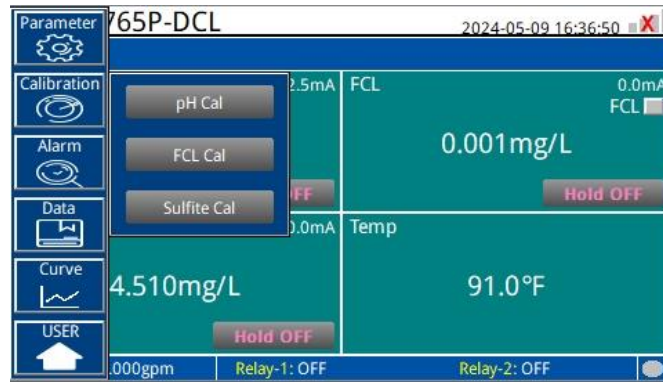 Parameter
765P-DCL
2024-05-09 16:36:50
Calibration
pH Cal
2.5mA
FCL
0.0mA
FCL
Alarm
FCL Cal
0.001mg/L
FF
Hold OFF
Data
Sulfite Cal
0.0mA
Temp
Curve
4.510mg/L
91.0°F
USER
Hold OFF
.000gpm
Relay-1: OFF
Relay-2: OFF